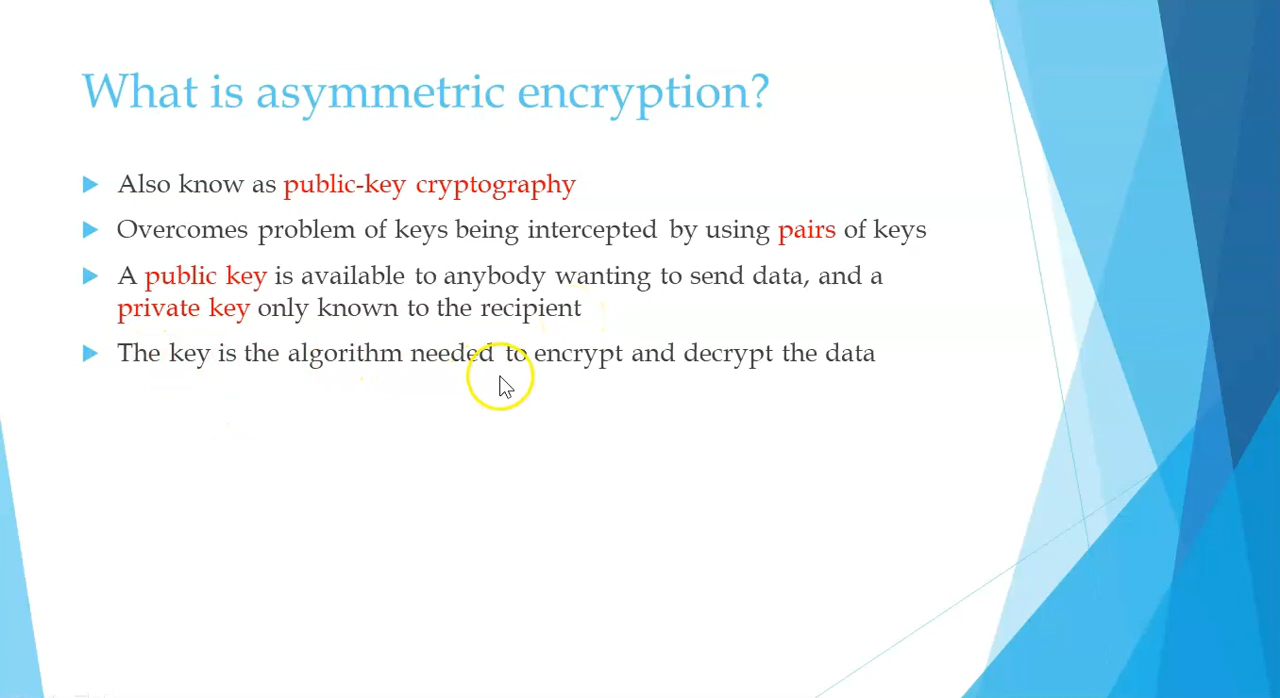 What is asymmetric encryption?
Also know as public-key cryptography
Overcomes problem of keys being intercepted by using pairs of keys
A public key is available to anybody wanting to send data, and a
private key only known to the recipient
The key is the algorithm needed to encrypt and decrypt the data